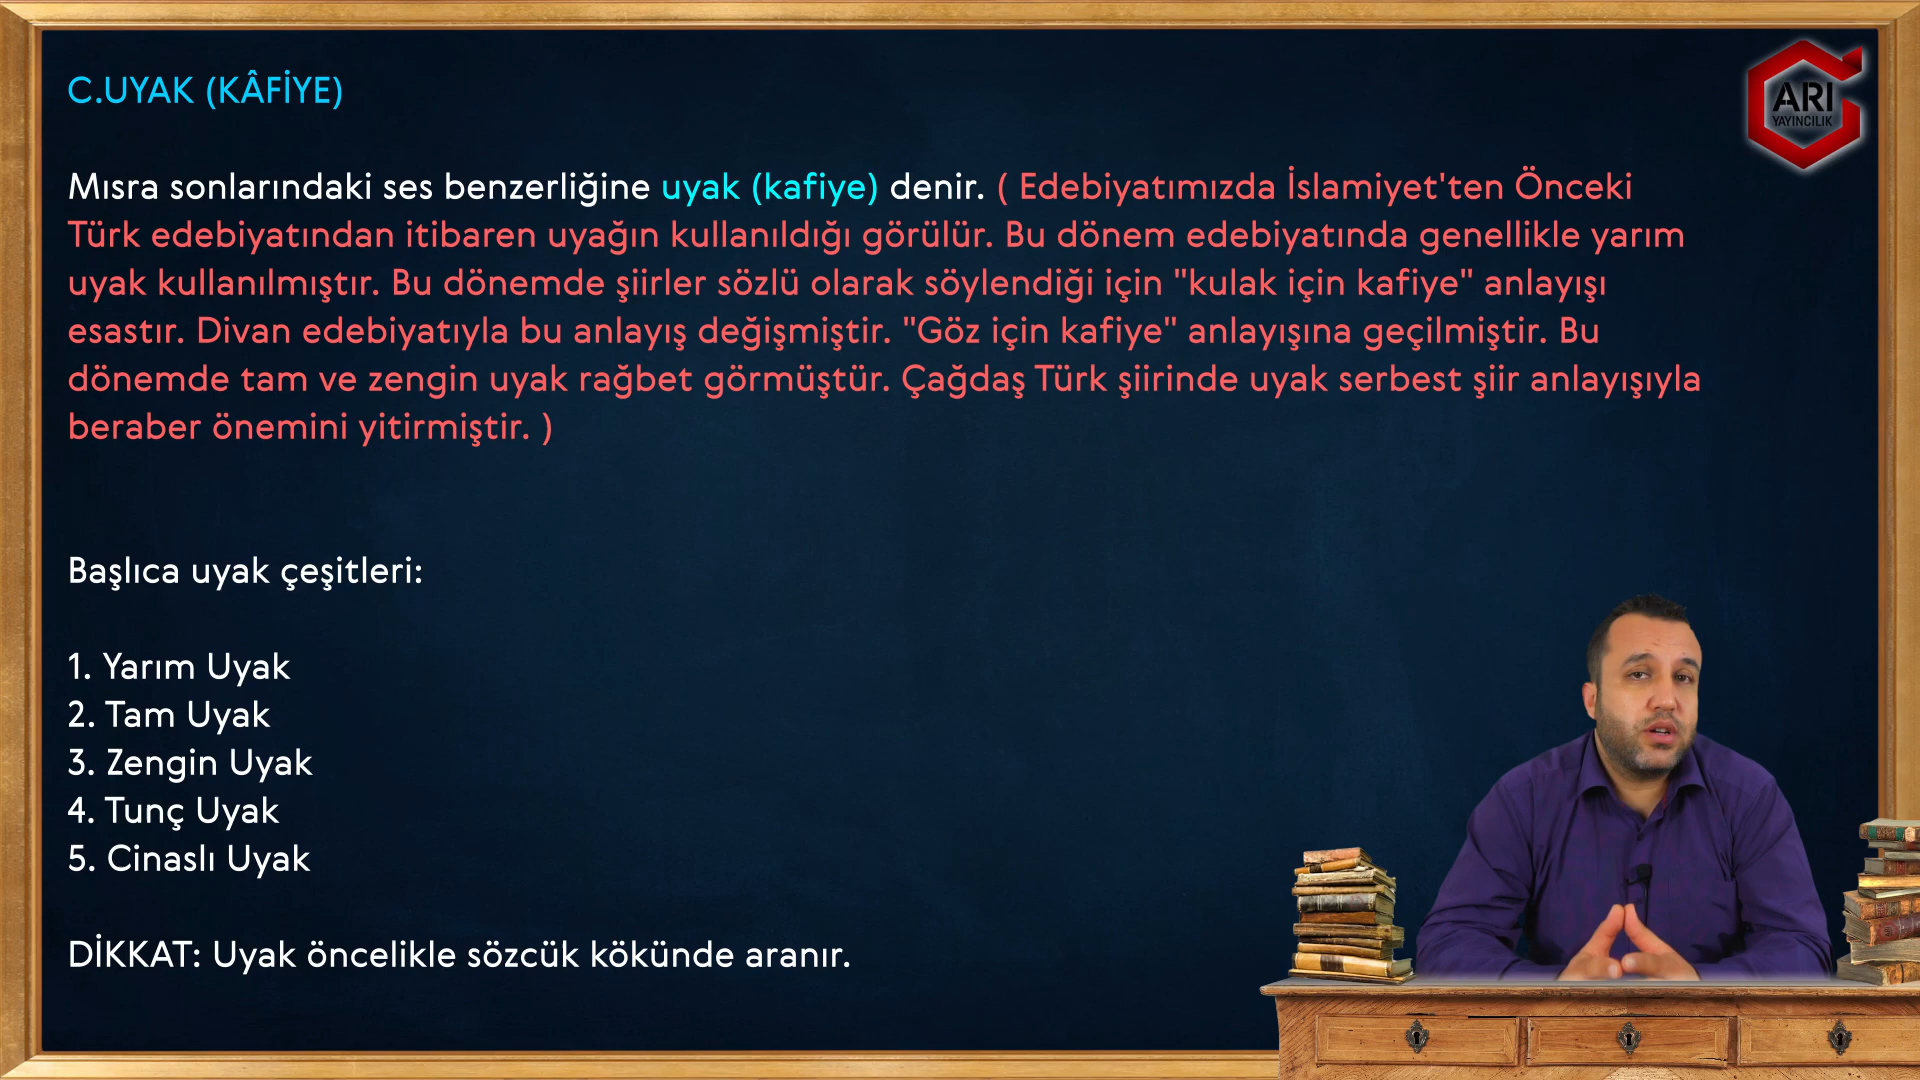 C.UYAK (KÂFİYE)
ARI
YAYINCILIK
Mısra sonlarındaki ses benzerliğine uyak (kafiye) denir. ( Edebiyatımızda İslamiyet'ten Önceki
Türk edebiyatından itibaren uyağın kullanıldığı görülür. Bu dönem edebiyatında genellikle yarım
uyak kullanılmıştır. Bu dönemde şiirler sözlü olarak söylendiği için "kulak için kafiye" anlayışı
esastır. Divan edebiyatıyla bu anlayış değişmiştir. "Göz için kafiye" anlayışına geçilmiştir. Bu
dönemde tam ve zengin uyak rağbet görmüştür. Çağdaş Türk şiirinde uyak serbest şiir anlayışıyla
beraber önemini yitirmiştir. )
Başlıca uyak çeşitleri:
1. Yarım Uyak
2. Tam Uyak
3. Zengin Uyak
4. Tunç Uyak
5. Cinaslı Uyak
DİKKAT: Uyak öncelikle sözcük kökünde aranır.